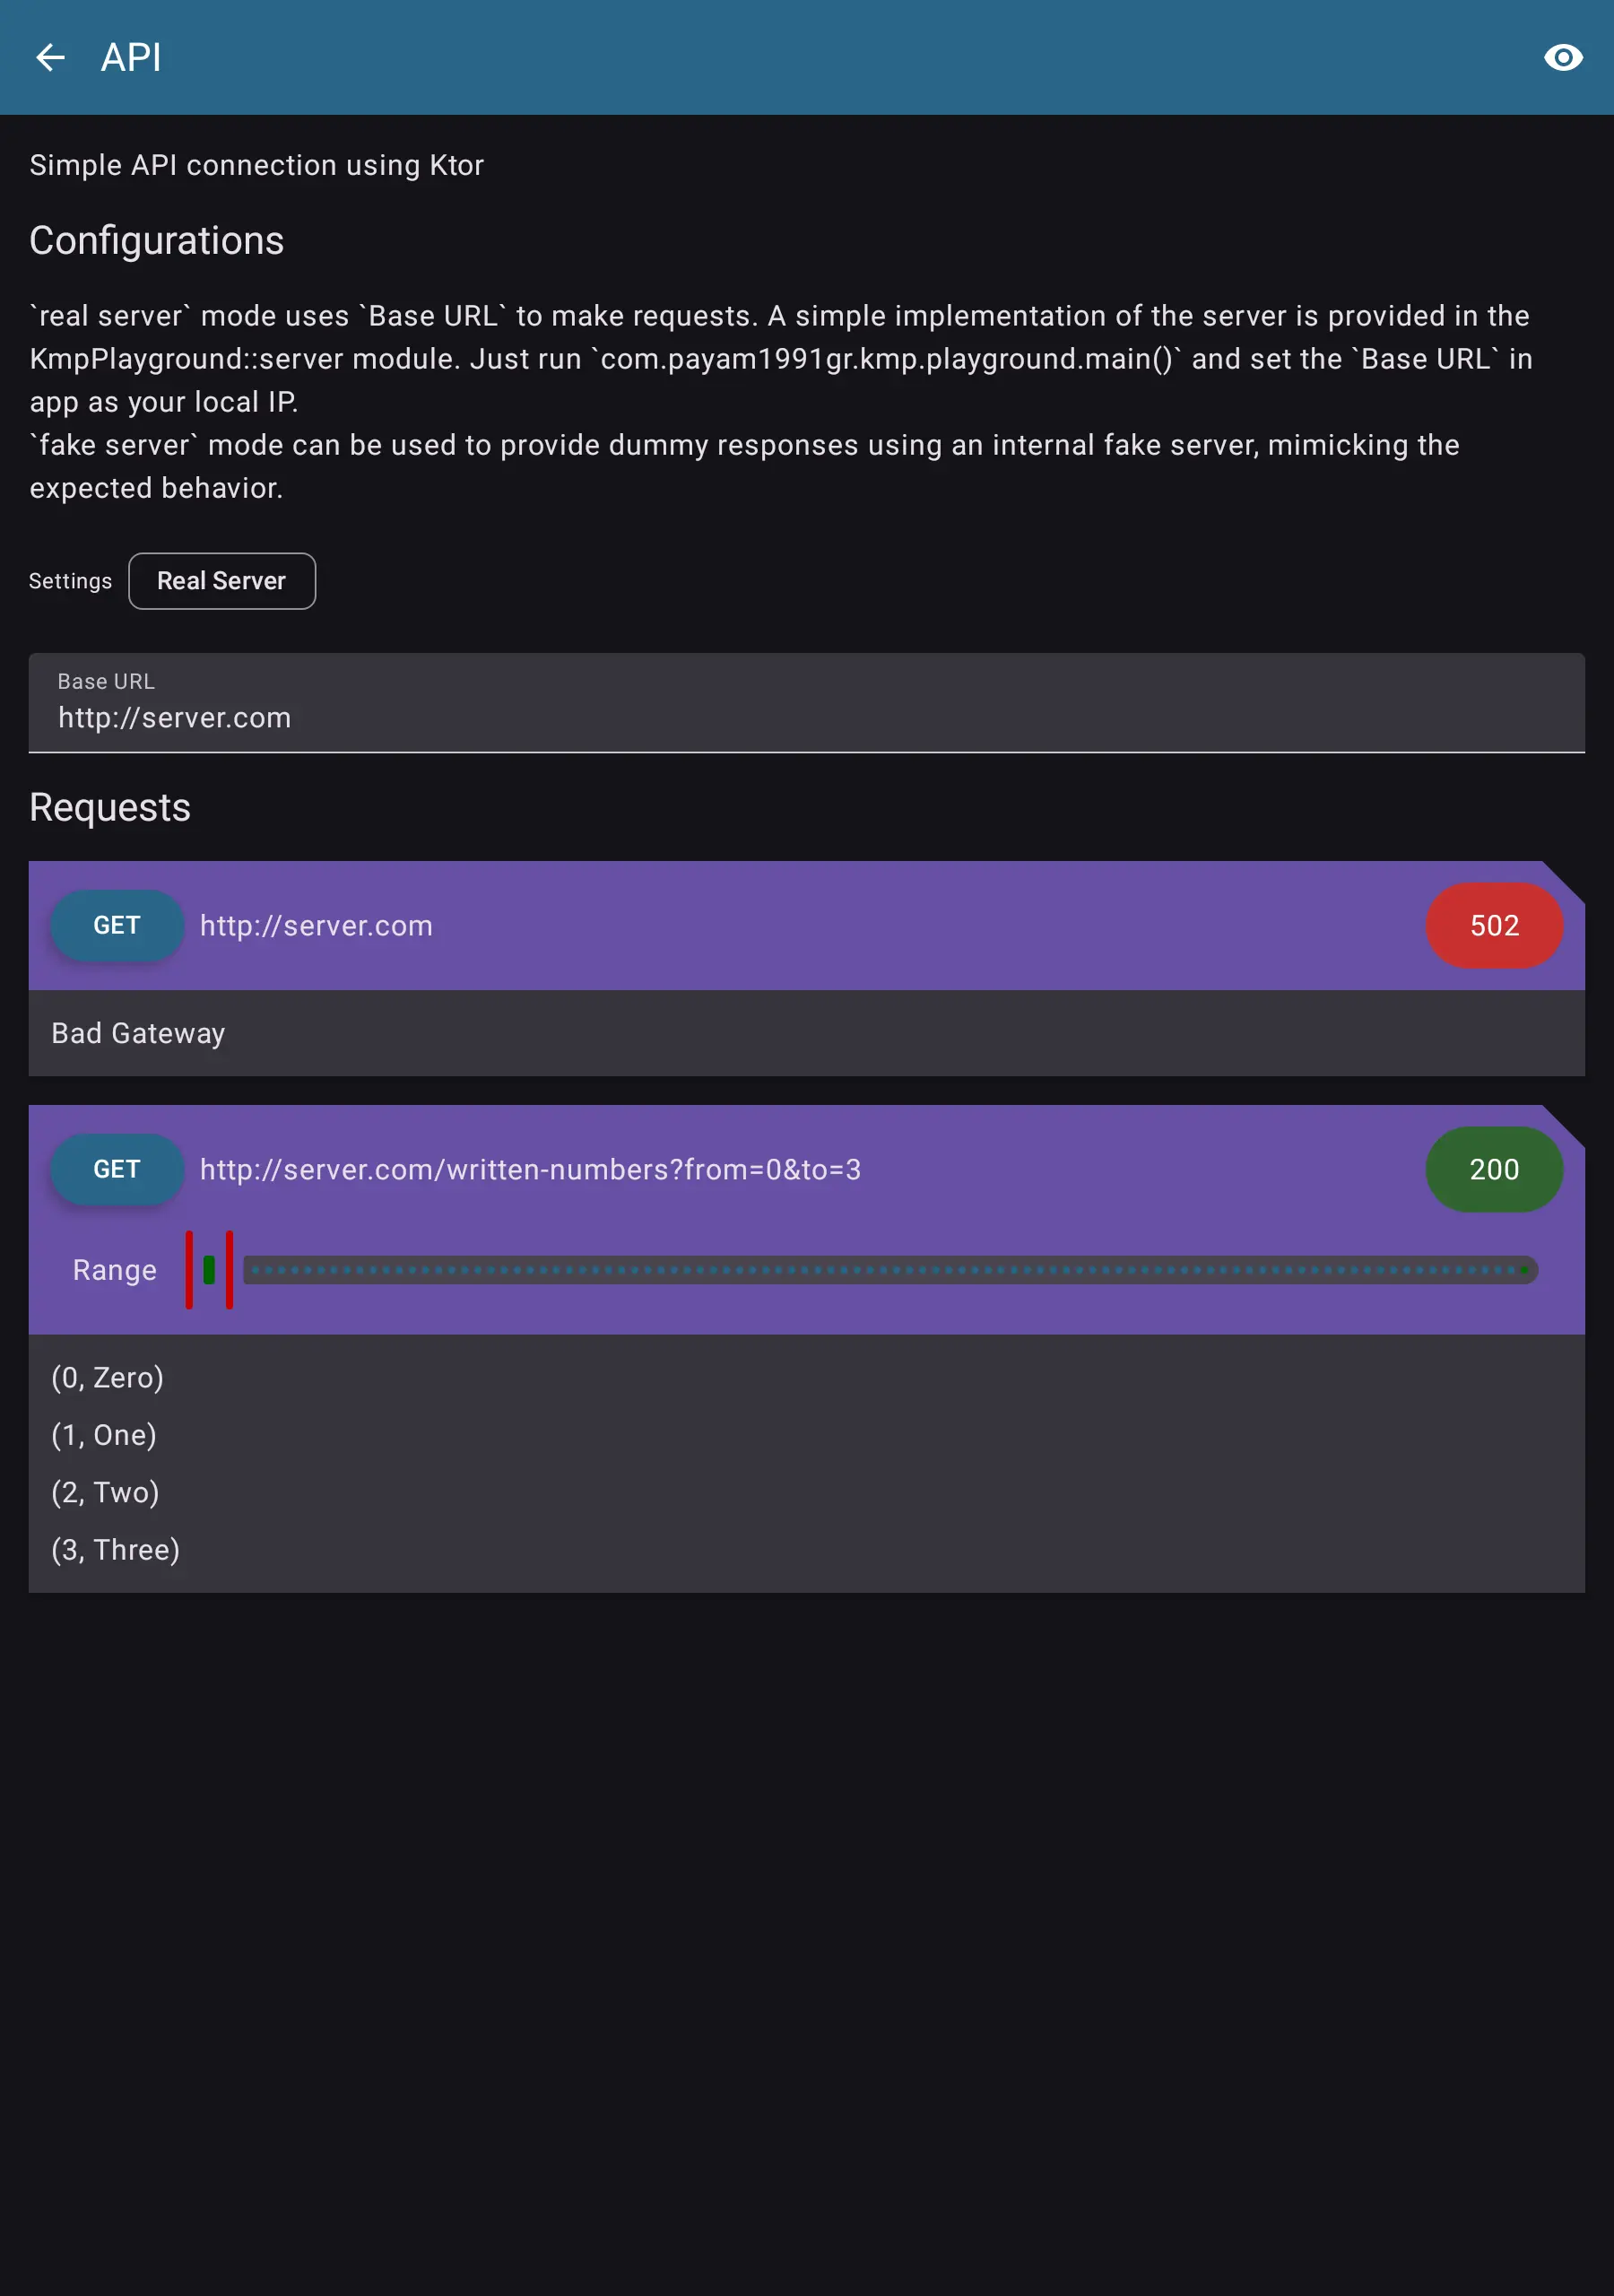 API
Simple API connection using Ktor
Configurations
`real server` mode uses `Base URL` to make requests. A simple implementation of the server is provided in the
KmpPlayground::server module. Just run `com.payam1991gr.kmp.playground.main()` and set the `Base URL` in
app as your local IP.
`fake server` mode can be used to provide dummy responses using an internal fake server, mimicking the
expected behavior.
Settings Real Server
Base URL
http://server.com
Requests
GET http://server.com 502
Bad Gateway
GET http://server.com/written-numbers?from=0&to=3 200
Range
(0, Zero)
(1, One)
(2, Two)
(3, Three)